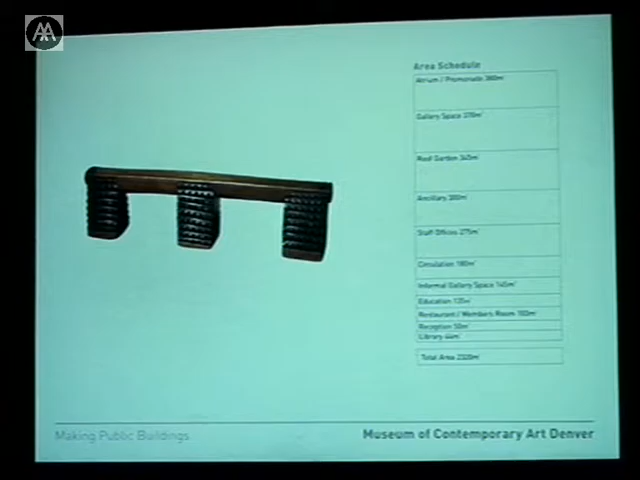 AA
Area Schedule
Atrium / Promenade 380m²
Gallery Space 370m²
Roof Garden 345m²
Ancillary 300m²
Staff Offices 275m²
Circulation 180m²
Informal Gallery Space 145m²
Education 135m²
Restaurant / Members Room 100m²
Reception 50m²
Library 44m²
Total Area 2320m²
Making Public Buildings
Museum of Contemporary Art Denver